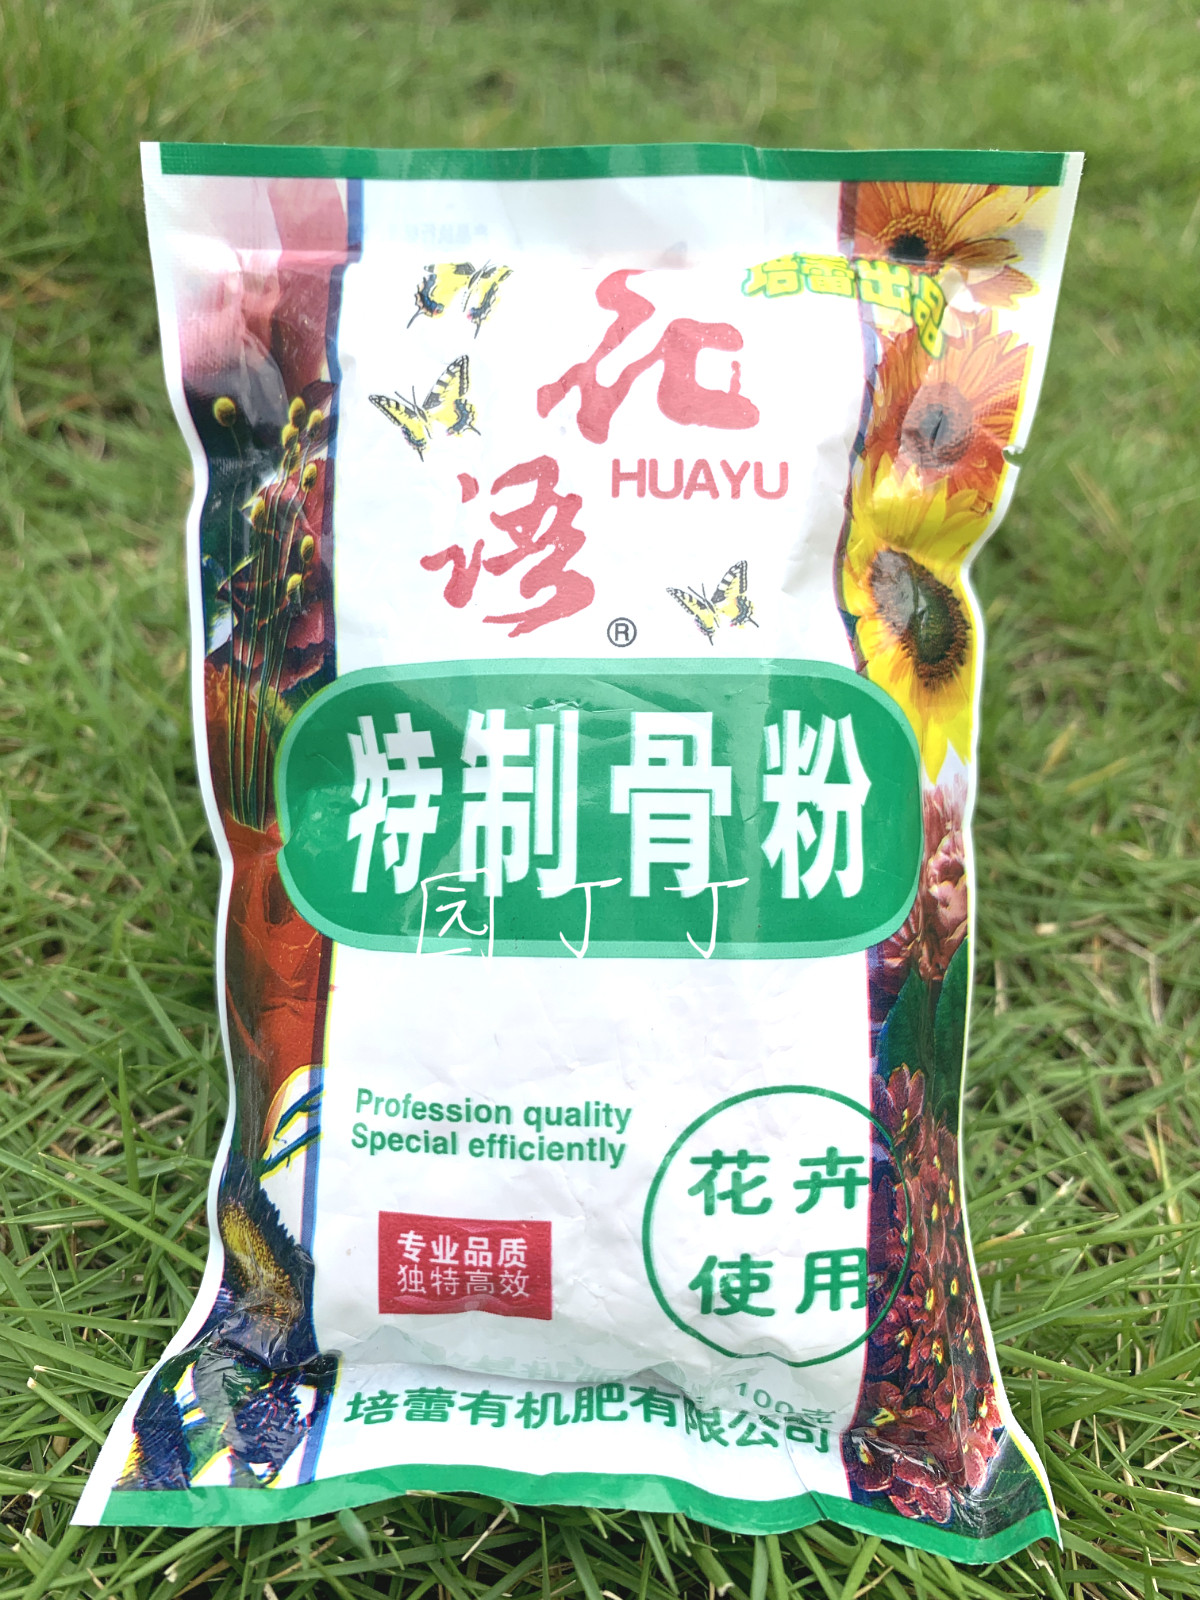 培蕾出品
花
HUAYU
语
®
特制骨粉
园丁丁
Profession quality
Special efficiently
花卉
使用
专业品质
独特高效
培蕾有机肥有限公司